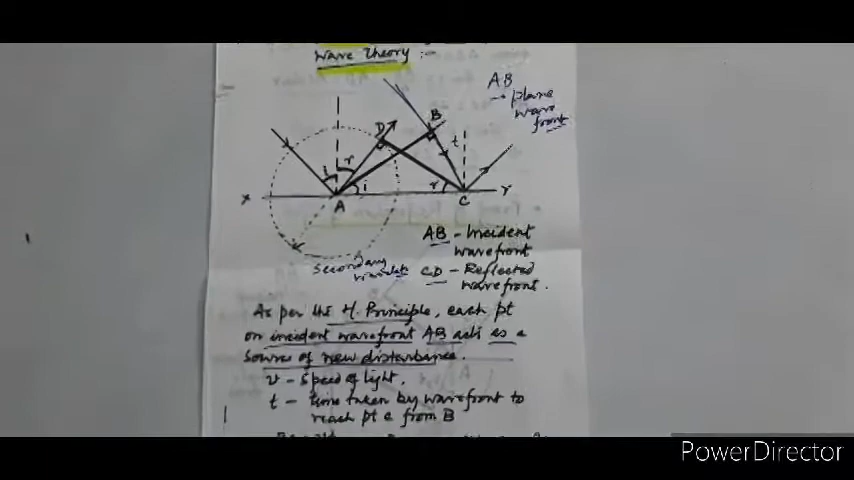 Wave Theory :-
AB
→ plane
wave
front
D
B
t
i
r
i
r
X
A
C
Y
AB - Incident
wavefront
Secondary
wavelets
CD - Reflected
wavefront.
As per the H. Principle, each pt
on incident wavefront AB acts as a
source of new disturbance.
v - Speed of light.
t - time taken by wavefront to
reach pt c from B
PowerDirector